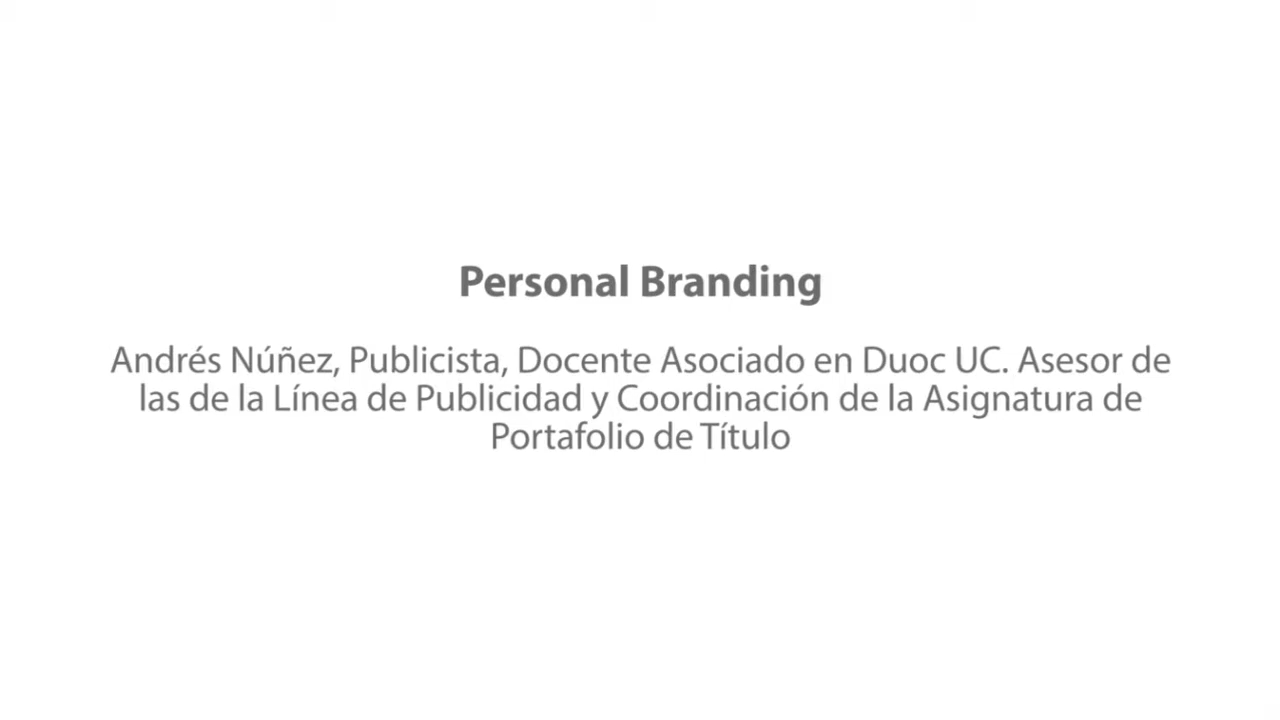 Personal Branding
Andrés Núñez, Publicista, Docente Asociado en Duoc UC. Asesor de
las de la Línea de Publicidad y Coordinación de la Asignatura de
Portafolio de Título